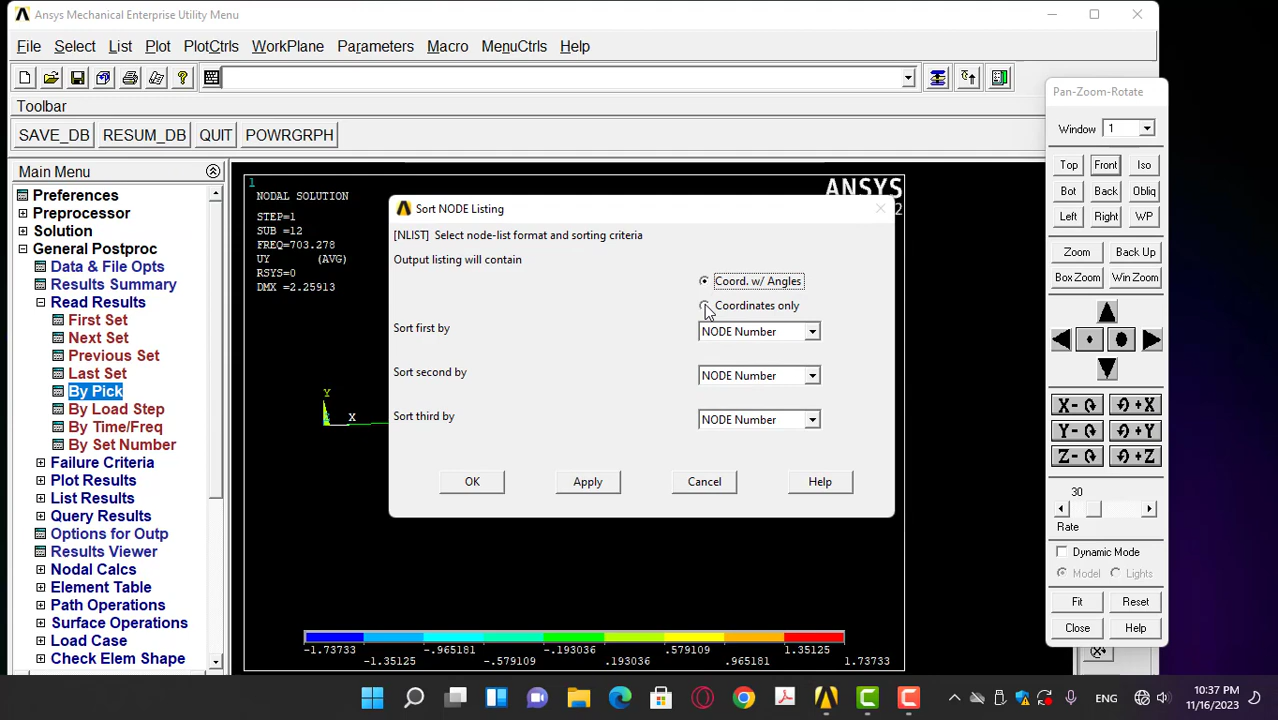 Ansys Mechanical Enterprise Utility Menu
File Select List Plot PlotCtrls WorkPlane Parameters Macro MenuCtrls Help
Toolbar
SAVE_DB RESUM_DB QUIT POWRGRPH
Main Menu
Preferences
Preprocessor
Solution
General Postproc
Data & File Opts
Results Summary
Read Results
First Set
Next Set
Previous Set
Last Set
By Pick
By Load Step
By Time/Freq
By Set Number
Failure Criteria
Plot Results
List Results
Query Results
Options for Outp
Results Viewer
Nodal Calcs
Element Table
Path Operations
Surface Operations
Load Case
Check Elem Shape
1
NODAL SOLUTION
STEP=1
SUB =12
FREQ=703.278
UY (AVG)
RSYS=0
DMX =2.25913
ANSYS
2
Y
X
Sort NODE Listing
[NLIST] Select node-list format and sorting criteria
Output listing will contain
Coord. w/ Angles
Coordinates only
Sort first by NODE Number
Sort second by NODE Number
Sort third by NODE Number
OK Apply Cancel Help
-1.73733 -.965181 -.193036 .579109 1.35125
-1.35125 -.579109 .193036 .965181 1.73733
Pan-Zoom-Rotate
Window 1
Top Front Iso
Bot Back Obliq
Left Right WP
Zoom Back Up
Box Zoom Win Zoom
X- +X
Y- +Y
Z- +Z
30
Rate
Dynamic Mode
Model Lights
Fit Reset
Close Help
ENG
10:37 PM
11/16/2023